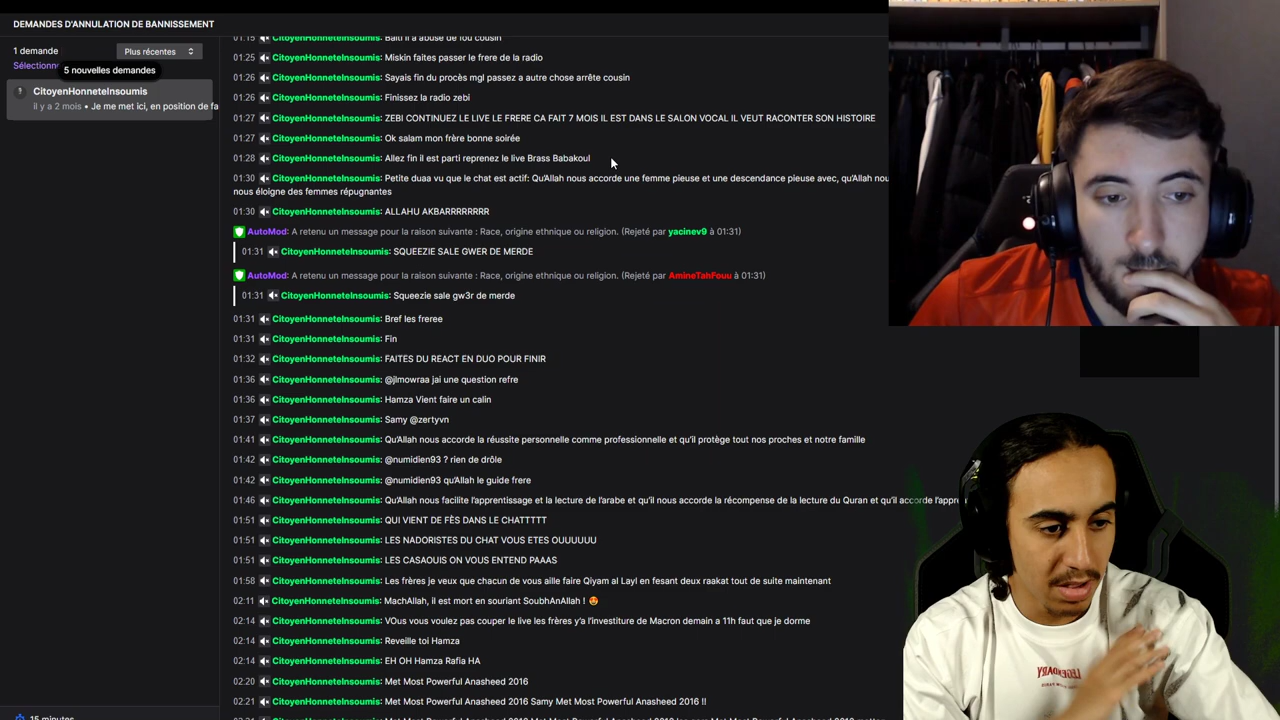 DEMANDES D'ANNULATION DE BANNISSEMENT
1 demande
Plus récentes
Sélectionn
5 nouvelles demandes
CitoyenHonneteInsoumis
il y a 2 mois • Je me met ici, en position de fa
01:15 CitoyenHonneteInsoumis: Balti il a abusé de fou cousin
01:25 CitoyenHonneteInsoumis: Miskin faites passer le frere de la radio
01:26 CitoyenHonneteInsoumis: Sayais fin du procès mgl passez a autre chose arrête cousin
01:26 CitoyenHonneteInsoumis: Finissez la radio zebi
01:27 CitoyenHonneteInsoumis: ZEBI CONTINUEZ LE LIVE LE FRERE CA FAIT 7 MOIS IL EST DANS LE SALON VOCAL IL VEUT RACONTER SON HISTOIRE
01:27 CitoyenHonneteInsoumis: Ok salam mon frère bonne soirée
01:28 CitoyenHonneteInsoumis: Allez fin il est parti reprenez le live Brass Babakoul
01:30 CitoyenHonneteInsoumis: Petite duaa vu que le chat est actif: Qu'Allah nous accorde une femme pieuse et une descendance pieuse avec, qu'Allah nou
nous éloigne des femmes répugnantes
01:30 CitoyenHonneteInsoumis: ALLAHU AKBARRRRRRR
AutoMod: A retenu un message pour la raison suivante : Race, origine ethnique ou religion. (Rejeté par yacinev9 à 01:31)
01:31 CitoyenHonneteInsoumis: SQUEEZIE SALE GWER DE MERDE
AutoMod: A retenu un message pour la raison suivante : Race, origine ethnique ou religion. (Rejeté par AmineTahFouu à 01:31)
01:31 CitoyenHonneteInsoumis: Squeezie sale gw3r de merde
01:31 CitoyenHonneteInsoumis: Bref les freree
01:31 CitoyenHonneteInsoumis: Fin
01:32 CitoyenHonneteInsoumis: FAITES DU REACT EN DUO POUR FINIR
01:36 CitoyenHonneteInsoumis: @jlmowraa jai une question refre
01:36 CitoyenHonneteInsoumis: Hamza Vient faire un calin
01:37 CitoyenHonneteInsoumis: Samy @zertyvn
01:41 CitoyenHonneteInsoumis: Qu'Allah nous accorde la réussite personnelle comme professionnelle et qu'il protège tout nos proches et notre famille
01:42 CitoyenHonneteInsoumis: @numidien93 ? rien de drôle
01:42 CitoyenHonneteInsoumis: @numidien93 qu'Allah le guide frere
01:46 CitoyenHonneteInsoumis: Qu'Allah nous facilite l'apprentissage et la lecture de l'arabe et qu'il nous accorde la récompense de la lecture du Quran et qu'il accorde l'appre
01:51 CitoyenHonneteInsoumis: QUI VIENT DE FÈS DANS LE CHATTTTT
01:51 CitoyenHonneteInsoumis: LES NADORISTES DU CHAT VOUS ETES OUUUUUU
01:51 CitoyenHonneteInsoumis: LES CASAOUIS ON VOUS ENTEND PAAAS
01:58 CitoyenHonneteInsoumis: Les frères je veux que chacun de vous aille faire Qiyam al Layl en fesant deux raakat tout de suite maintenant
02:11 CitoyenHonneteInsoumis: MachAllah, il est mort en souriant SoubhAnAllah ! 😍
02:14 CitoyenHonneteInsoumis: VOus vous voulez pas couper le live les frères y'a l'investiture de Macron demain a 11h faut que je dorme
02:14 CitoyenHonneteInsoumis: Reveille toi Hamza
02:14 CitoyenHonneteInsoumis: EH OH Hamza Rafia HA
02:20 CitoyenHonneteInsoumis: Met Most Powerful Anasheed 2016
02:21 CitoyenHonneteInsoumis: Met Most Powerful Anasheed 2016 Samy Met Most Powerful Anasheed 2016 !!
15 minutes
LEGENDARY